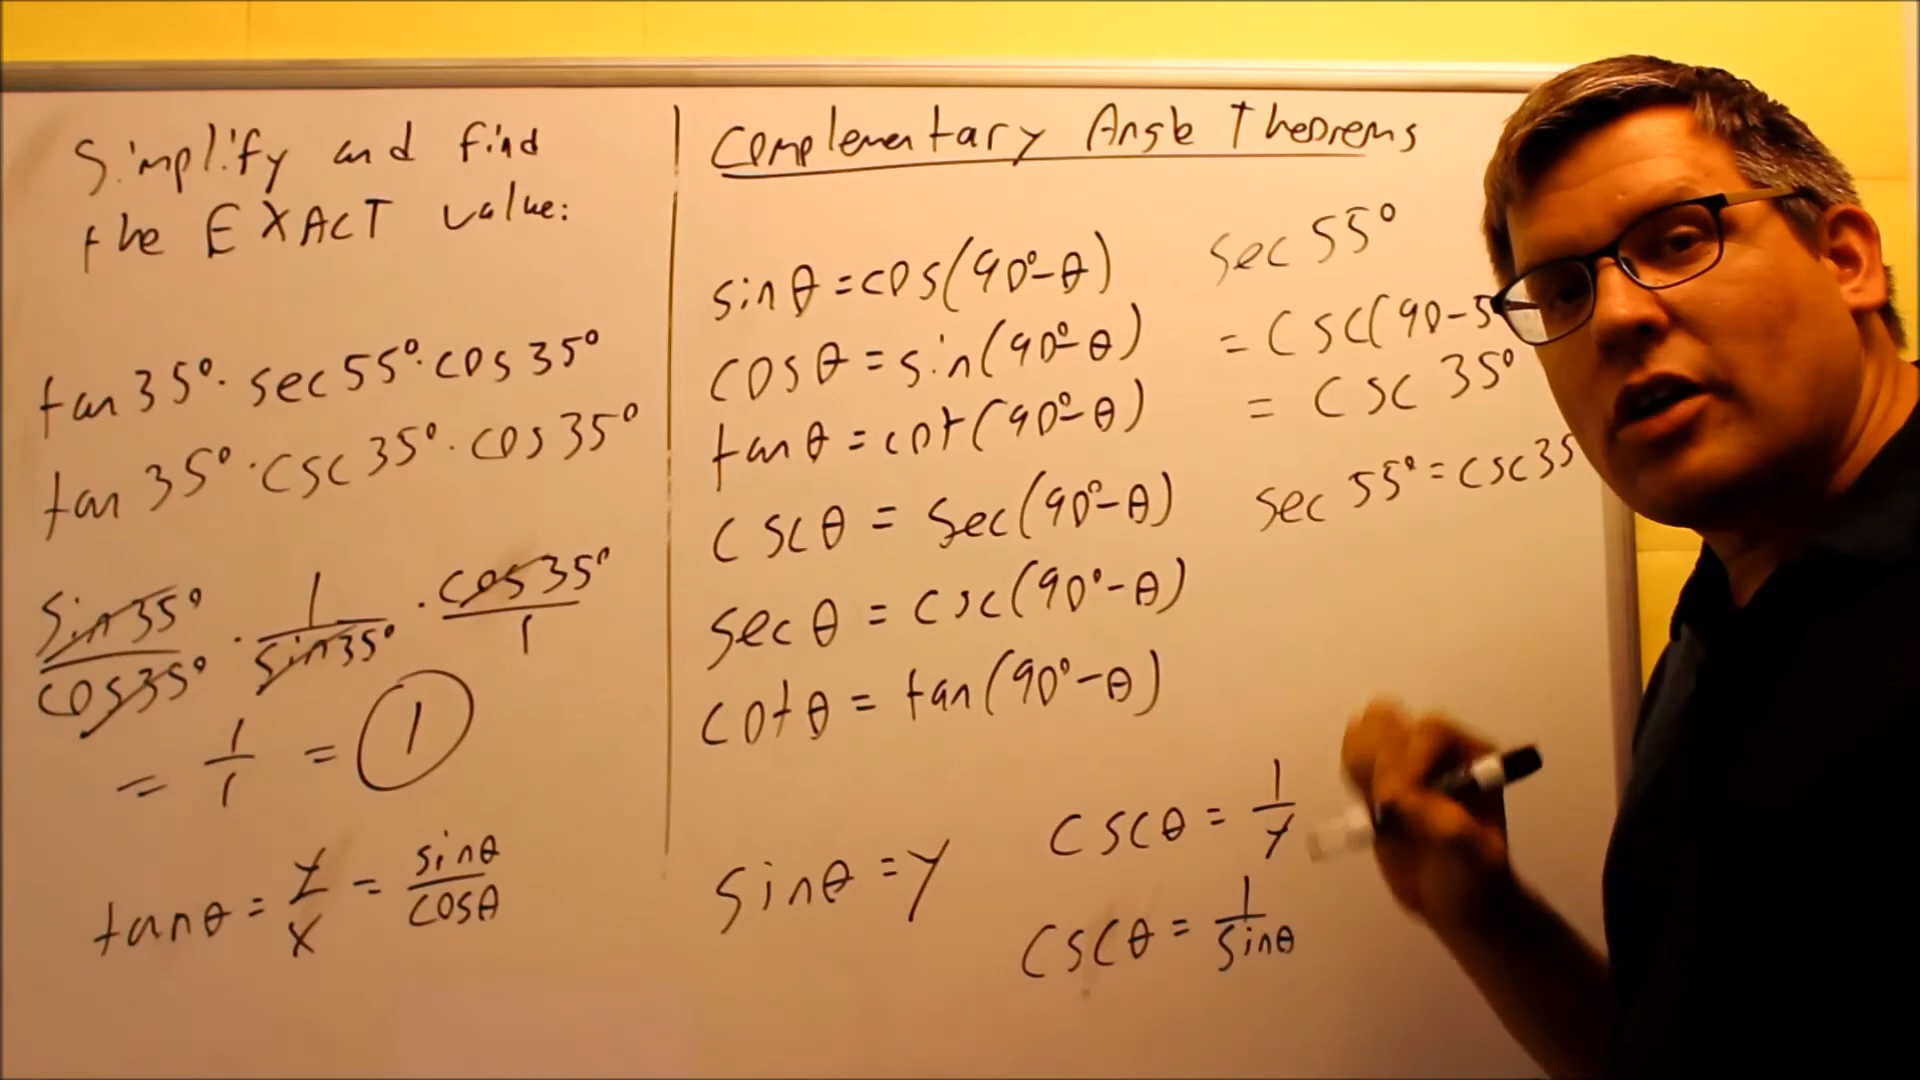 Simplify and find
the EXACT value:
tan 35° · sec 55° · cos 35°
tan 35° · csc 35° · cos 35°
sin 35°/cos 35° · 1/sin 35° · cos 35°/1
= 1/1 = 1
tan θ = y/x = sin θ/cos θ
Complementary Angle Theorems
sin θ = cos(90° - θ)
cos θ = sin(90° - θ)
tan θ = cot(90° - θ)
csc θ = sec(90° - θ)
sec θ = csc(90° - θ)
cot θ = tan(90° - θ)
sin θ = y
csc θ = 1/y
csc θ = 1/sin θ
sec 55°
= csc(90-5
= csc 35°
sec 55° = csc 35